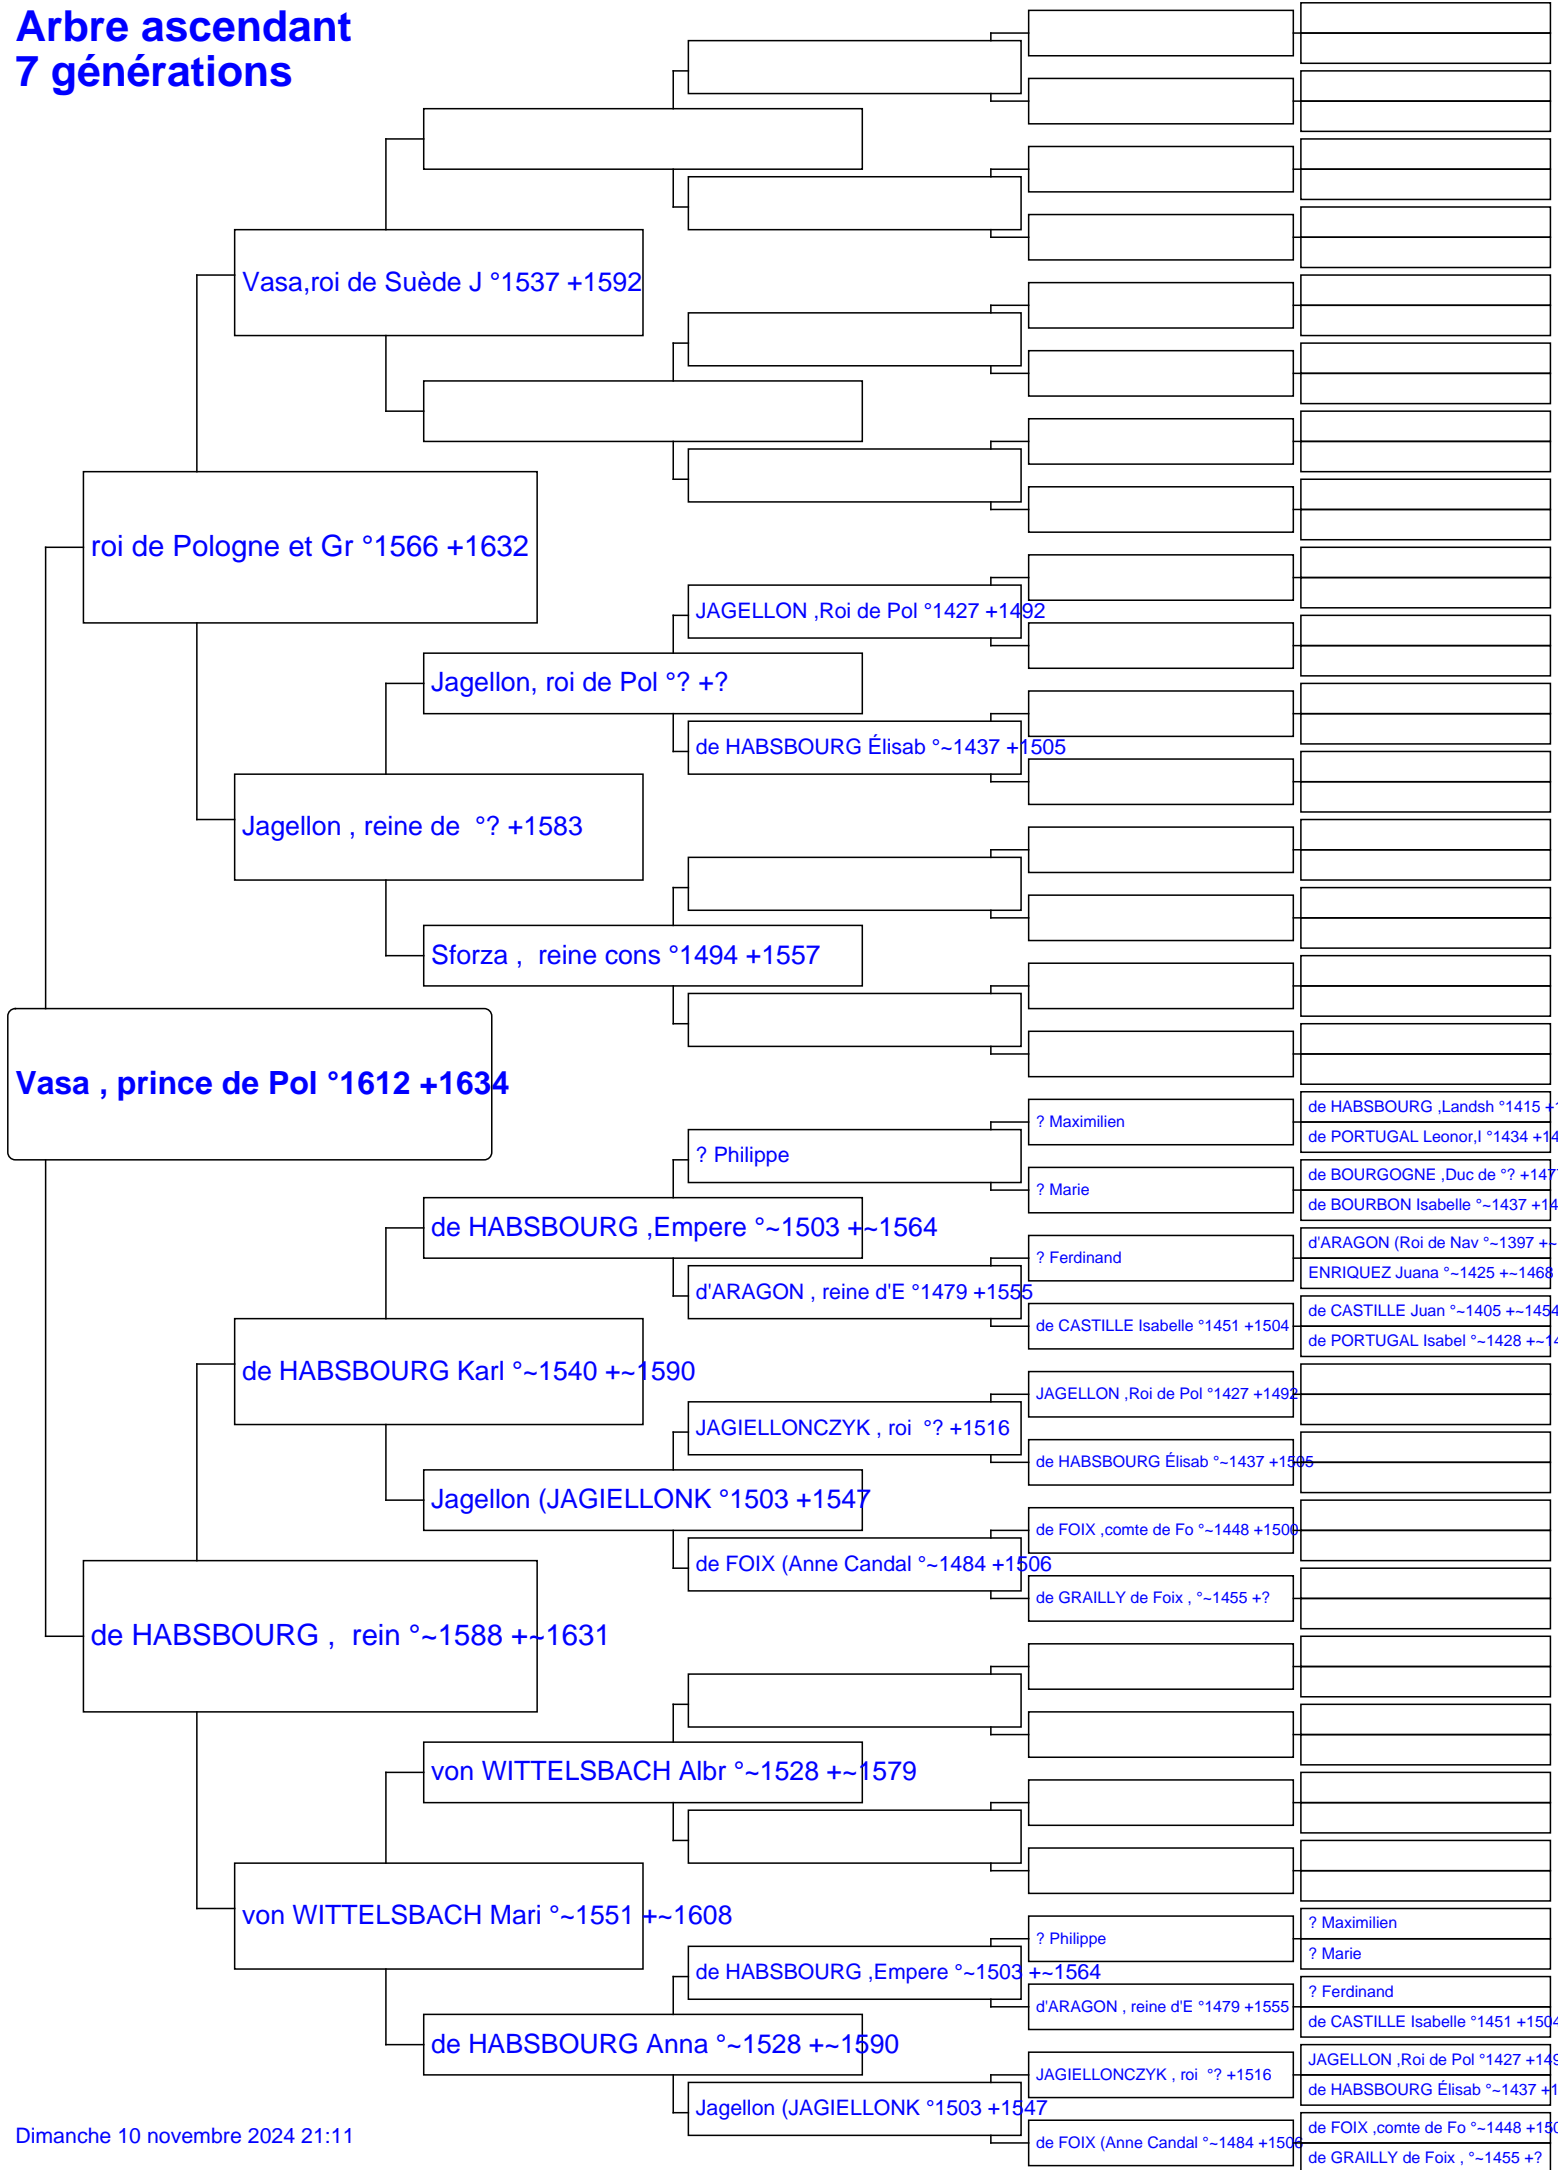 Arbre ascendant
7 générations
Vasa,roi de Suède J °1537 +1592
roi de Pologne et Gr °1566 +1632
JAGELLON ,Roi de Pol °1427 +1492
Jagellon, roi de Pol °? +?
de HABSBOURG Élisab °~1437 +1505
Jagellon , reine de  °? +1583
Sforza ,  reine cons °1494 +1557
Vasa , prince de Pol °1612 +1634
de HABSBOURG ,Landsh °1415 +1
? Maximilien
de PORTUGAL Leonor,I °1434 +14
? Philippe
de BOURGOGNE ,Duc de °? +1477
? Marie
de BOURBON Isabelle °~1437 +14
de HABSBOURG ,Empere °~1503 +~1564
d'ARAGON (Roi de Nav °~1397 +~
? Ferdinand
ENRIQUEZ Juana °~1425 +~1468
d'ARAGON , reine d'E °1479 +1555
de CASTILLE Juan °~1405 +~1454
de CASTILLE Isabelle °1451 +1504
de PORTUGAL Isabel °~1428 +~14
de HABSBOURG Karl °~1540 +~1590
JAGELLON ,Roi de Pol °1427 +1492
JAGIELLONCZYK , roi  °? +1516
de HABSBOURG Élisab °~1437 +1505
Jagellon (JAGIELLONK °1503 +1547
de FOIX ,comte de Fo °~1448 +1500
de FOIX (Anne Candal °~1484 +1506
de GRAILLY de Foix , °~1455 +?
de HABSBOURG ,  rein °~1588 +~1631
von WITTELSBACH Albr °~1528 +~1579
von WITTELSBACH Mari °~1551 +~1608
? Maximilien
? Philippe
? Marie
de HABSBOURG ,Empere °~1503 +~1564
? Ferdinand
d'ARAGON , reine d'E °1479 +1555
de CASTILLE Isabelle °1451 +1504
de HABSBOURG Anna °~1528 +~1590
JAGELLON ,Roi de Pol °1427 +149
JAGIELLONCZYK , roi  °? +1516
de HABSBOURG Élisab °~1437 +1
Jagellon (JAGIELLONK °1503 +1547
de FOIX ,comte de Fo °~1448 +150
de FOIX (Anne Candal °~1484 +1506
de GRAILLY de Foix , °~1455 +?
Dimanche 10 novembre 2024 21:11